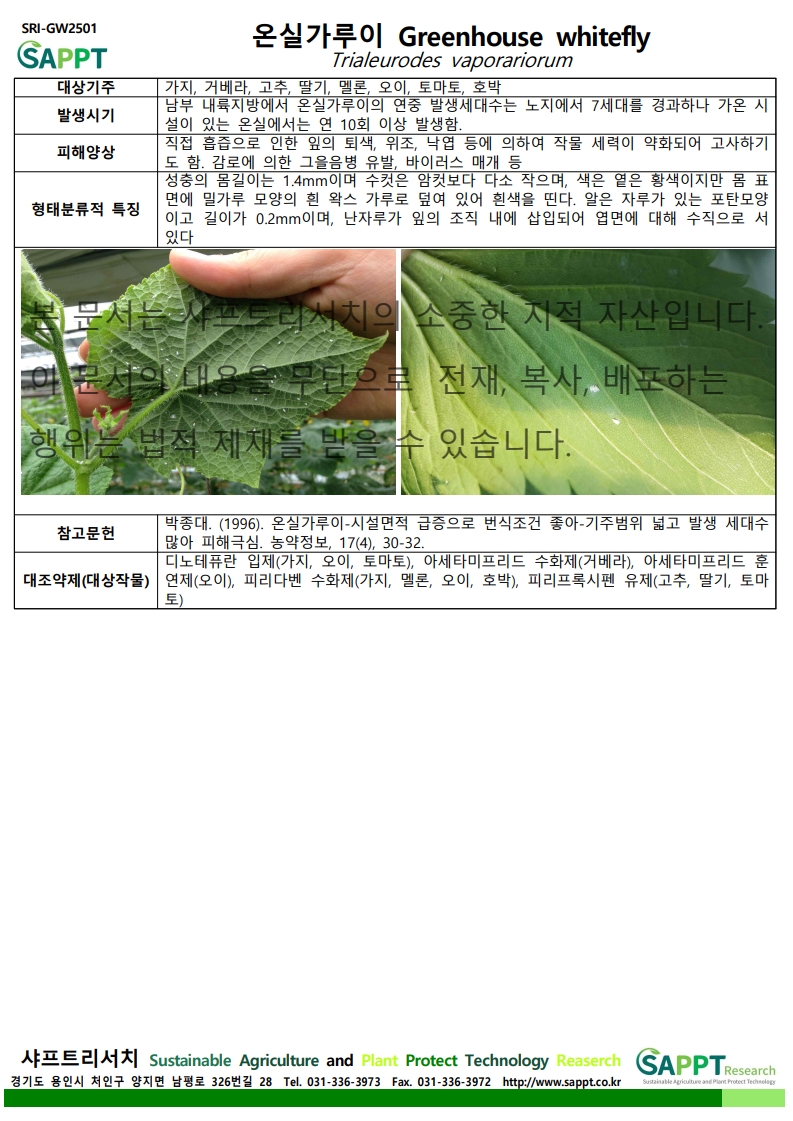 SRI-GW2501
SAPPT
온실가루이 Greenhouse whitefly
Trialeurodes vaporariorum
대상기주
가지, 거베라, 고추, 딸기, 멜론, 오이, 토마토, 호박
발생시기
남부 내륙지방에서 온실가루이의 연중 발생세대수는 노지에서 7세대를 경과하나 가온 시
설이 있는 온실에서는 연 10회 이상 발생함.
피해양상
직접 흡즙으로 인한 잎의 퇴색, 위조, 낙엽 등에 의하여 작물 세력이 약화되어 고사하기
도 함. 감로에 의한 그을음병 유발, 바이러스 매개 등
형태분류적 특징
성충의 몸길이는 1.4mm이며 수컷은 암컷보다 다소 작으며, 색은 옅은 황색이지만 몸 표
면에 밀가루 모양의 흰 왁스 가루로 덮여 있어 흰색을 띤다. 알은 자루가 있는 포탄모양
이고 길이가 0.2mm이며, 난자루가 잎의 조직 내에 삽입되어 엽면에 대해 수직으로 서
있다
본 문서는 샤프트리서치의 소중한 지적 자산입니다.
이 문서의 내용을 무단으로 전재, 복사, 배포하는
행위는 법적 제재를 받을 수 있습니다.
참고문헌
박종대. (1996). 온실가루이-시설면적 급증으로 번식조건 좋아-기주범위 넓고 발생 세대수
많아 피해극심. 농약정보, 17(4), 30-32.
대조약제(대상작물)
디노테퓨란 입제(가지, 오이, 토마토), 아세타미프리드 수화제(거베라), 아세타미프리드 훈
연제(오이), 피리다벤 수화제(가지, 멜론, 오이, 호박), 피리프록시펜 유제(고추, 딸기, 토마
토)
샤프트리서치 Sustainable Agriculture and Plant Protect Technology Reaserch
경기도 용인시 처인구 양지면 남평로 326번길 28 Tel. 031-336-3973 Fax. 031-336-3972 http://www.sappt.co.kr
SAPPT Research
Sustainable Agriculture and Plant Protect Technology